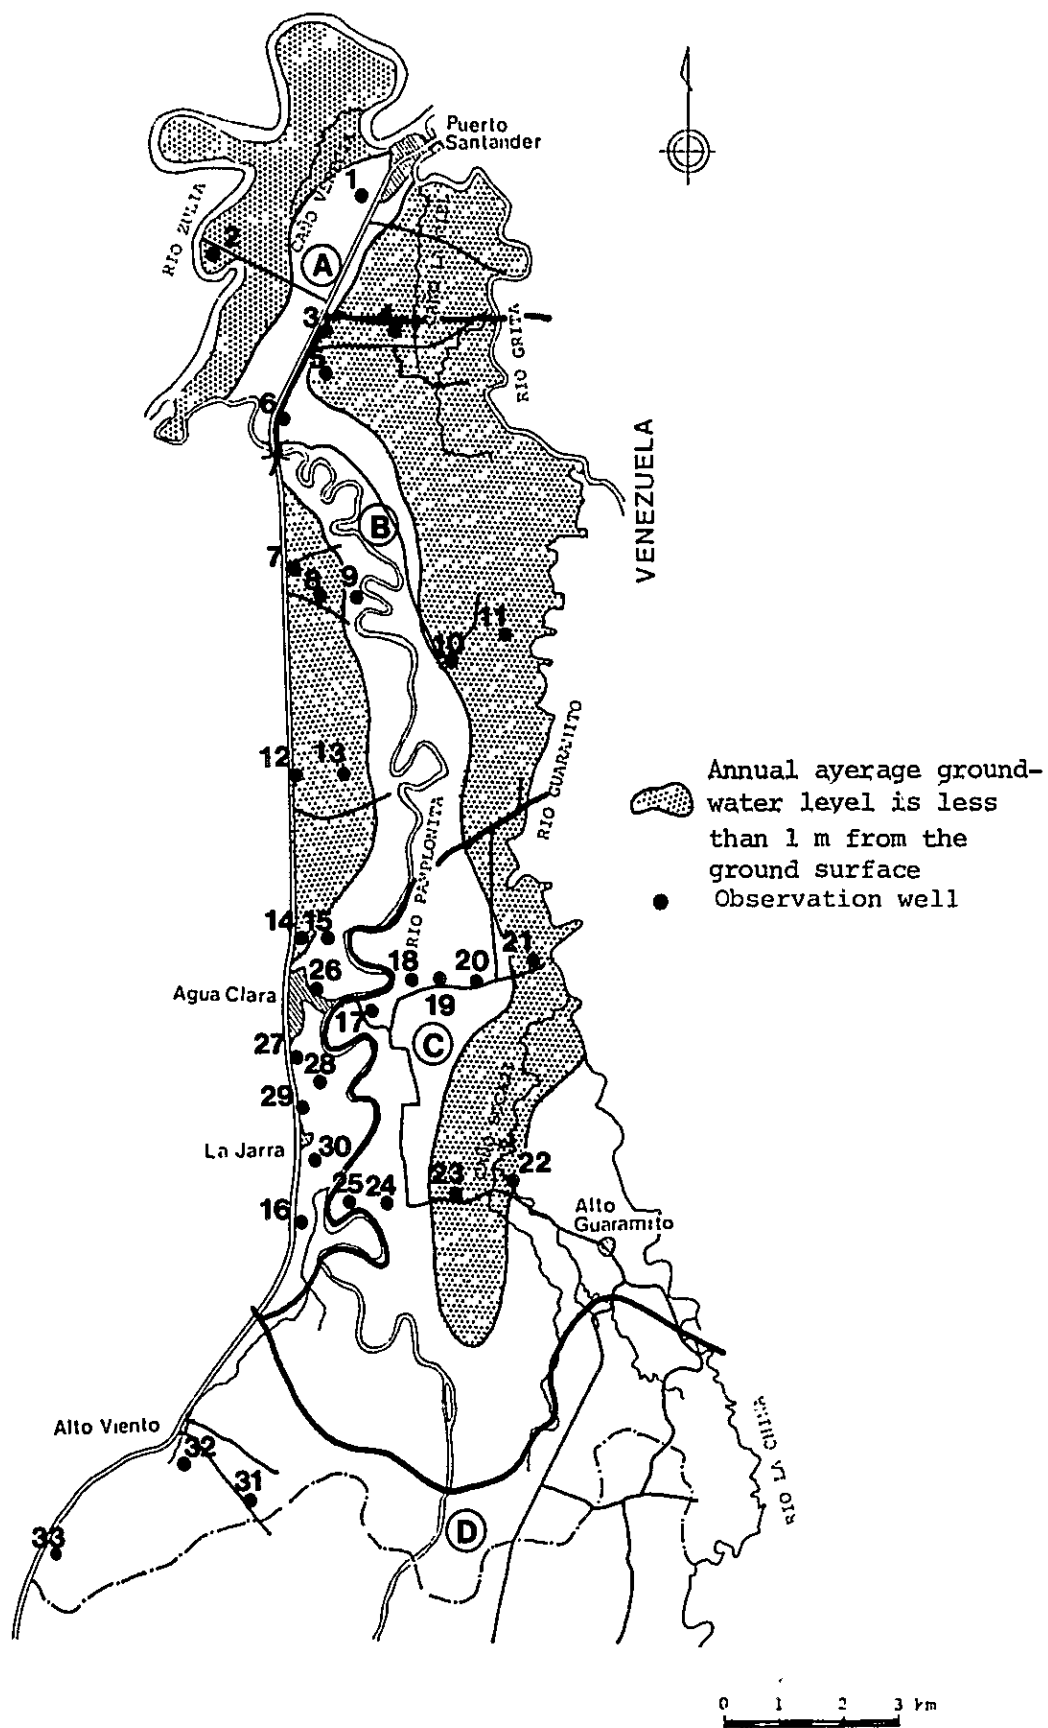 Puerto
Santander
1
RIO ZULIA
2
A
3
4
5
RIO GRITA
6
VENEZUELA
B
7
8
9
11
10
12
13
RIO GUARAMITO
Annual ayerage ground-
water leyel is less
than 1 m from the
ground surface
Observation well
RIO PAMPLONITA
14
15
18
20
21
26
Agua Clara
17
19
C
27
28
29
La Jarra
30
23
22
25
24
16
Alto
Guaramito
Alto Viento
32
31
RIO LA CHINA
33
D
0 1 2 3 km